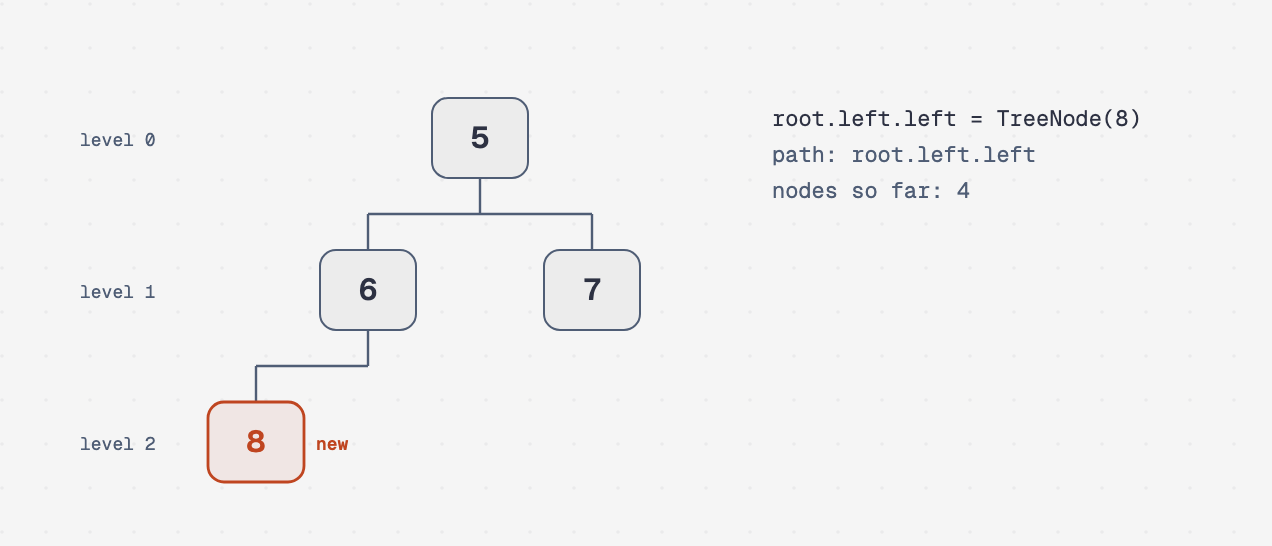 level 0
5
root.left.left = TreeNode(8)
path: root.left.left
nodes so far: 4
level 1
6
7
level 2
8
new